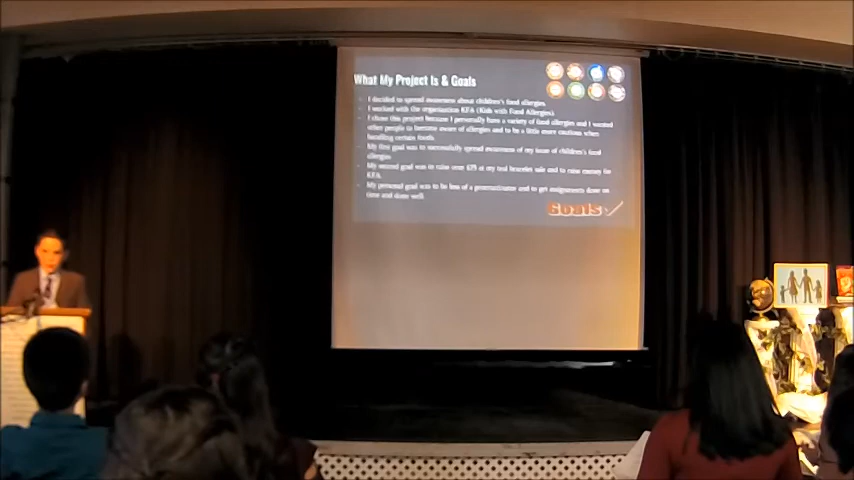 What My Project Is & Goals
I decided to spread awareness about children's food allergies.
I worked with the organization KFA (Kids with Food Allergies).
I chose this project because I personally have a variety of food allergies and I wanted
other people to become aware of allergies and to be a little more cautious when
handling certain foods.
My first goal was to successfully spread awareness of my issue of children's food
allergies.
My second goal was to raise over $75 at my teal bracelet sale and to raise money for
KFA.
My personal goal was to be less of a procrastinator and to get assignments done on
time and done well.
Goals